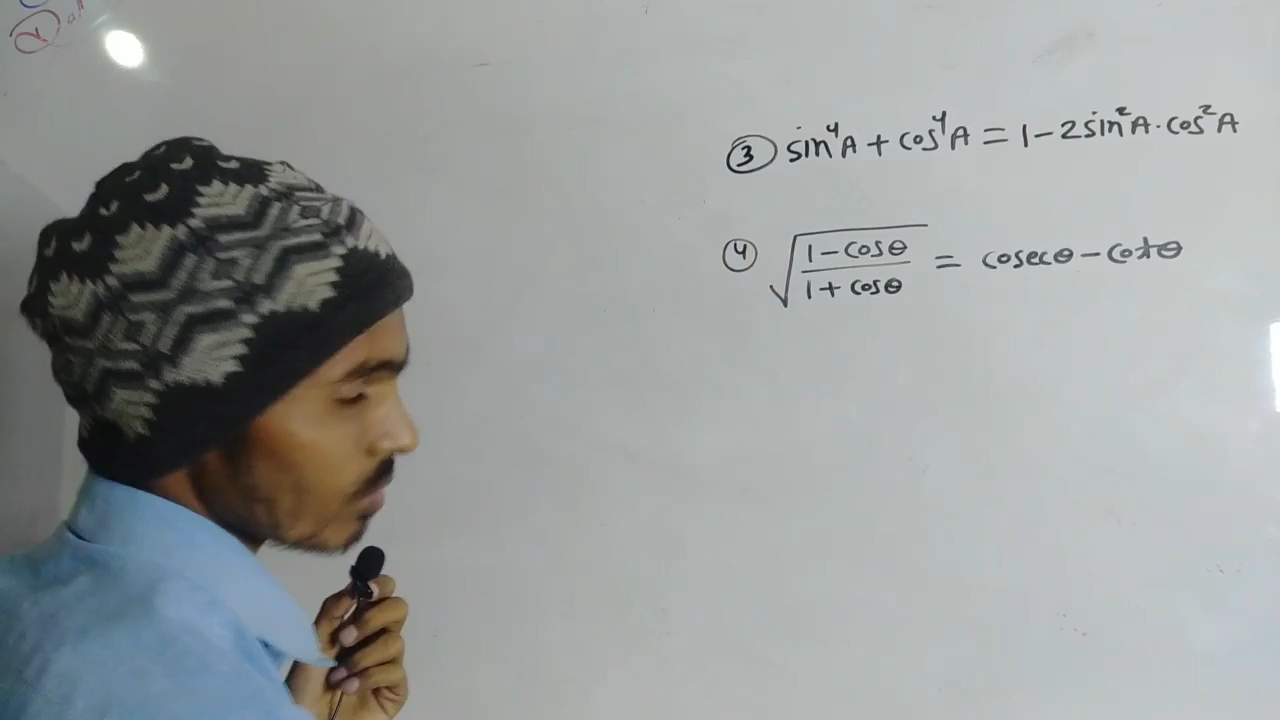 ③ sin⁴A + cos⁴A = 1 - 2sin²A.cos²A
④ √((1 - cosθ)/(1 + cosθ)) = cosecθ - cotθ